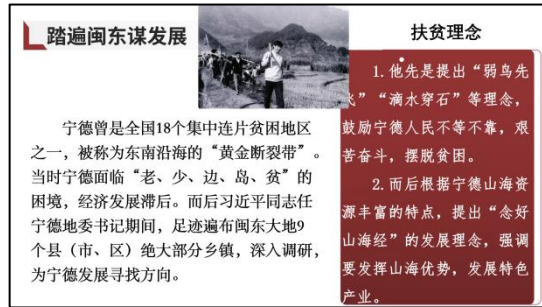 踏遍闽东谋发展
宁德曾是全国18个集中连片贫困地区
之一，被称为东南沿海的“黄金断裂带”。
当时宁德面临“老、少、边、岛、贫”的
困境，经济发展滞后。而后习近平同志任
宁德地委书记期间，足迹遍布闽东大地9
个县（市、区）绝大部分乡镇，深入调研，
为宁德发展寻找方向。
扶贫理念
1.他先是提出“弱鸟先
飞”“滴水穿石”等理念，
鼓励宁德人民不等不靠，艰
苦奋斗，摆脱贫困。
2.而后根据宁德山海资
源丰富的特点，提出“念好
山海经”的发展理念，强调
要发挥山海优势，发展特色
产业。